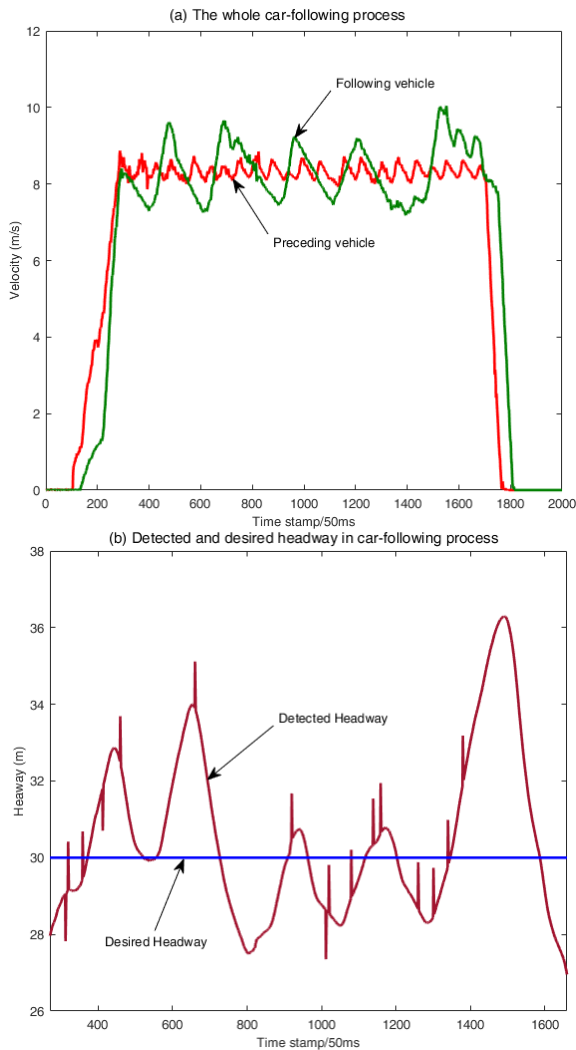 (a) The whole car-following process
12
10
8
6
4
2
0
Velocity (m/s)
Following vehicle
Preceding vehicle
0 200 400 600 800 1000 1200 1400 1600 1800 2000
Time stamp/50ms
(b) Detected and desired headway in car-following process
38
36
34
32
30
28
26
Heaway (m)
Detected Headway
Desired Headway
400 600 800 1000 1200 1400 1600
Time stamp/50ms